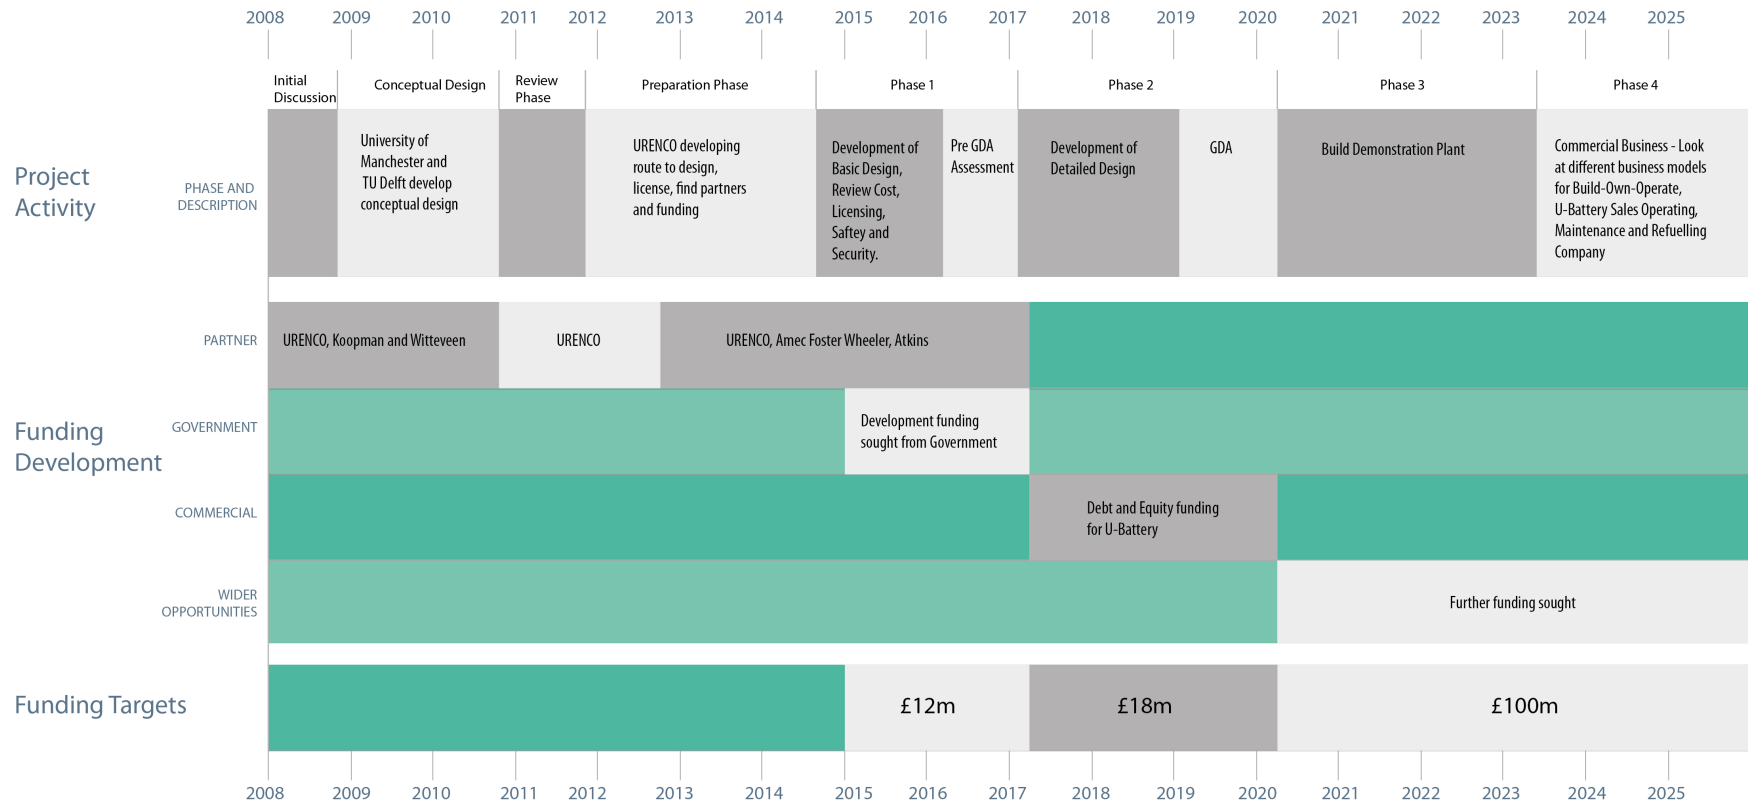 2008 2009 2010 2011 2012 2013 2014 2015 2016 2017 2018 2019 2020 2021 2022 2023 2024 2025
Initial
Discussion
Conceptual Design
Review
Phase
Preparation Phase
Phase 1
Phase 2
Phase 3
Phase 4
Project
Activity
PHASE AND
DESCRIPTION
University of
Manchester and
TU Delft develop
conceptual design
URENCO developing
route to design,
license, find partners
and funding
Development of
Basic Design,
Review Cost,
Licensing,
Saftey and
Security.
Pre GDA
Assessment
Development of
Detailed Design
GDA
Build Demonstration Plant
Commercial Business - Look
at different business models
for Build-Own-Operate,
U-Battery Sales Operating,
Maintenance and Refuelling
Company
Funding
Development
PARTNER
URENCO, Koopman and Witteveen
URENCO
URENCO, Amec Foster Wheeler, Atkins
GOVERNMENT
Development funding
sought from Government
COMMERCIAL
Debt and Equity funding
for U-Battery
WIDER
OPPORTUNITIES
Further funding sought
Funding Targets
£12m
£18m
£100m
2008 2009 2010 2011 2012 2013 2014 2015 2016 2017 2018 2019 2020 2021 2022 2023 2024 2025